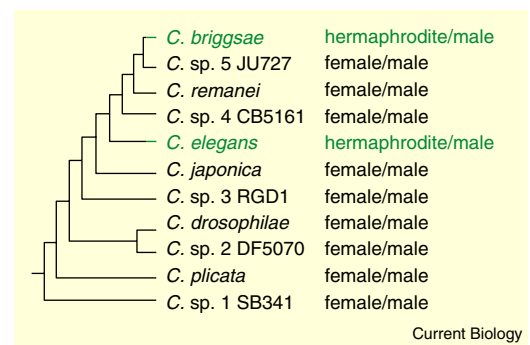 C. briggsae hermaphrodite/male
C. sp. 5 JU727 female/male
C. remanei female/male
C. sp. 4 CB5161 female/male
C. elegans hermaphrodite/male
C. japonica female/male
C. sp. 3 RGD1 female/male
C. drosophilae female/male
C. sp. 2 DF5070 female/male
C. plicata female/male
C. sp. 1 SB341 female/male
Current Biology